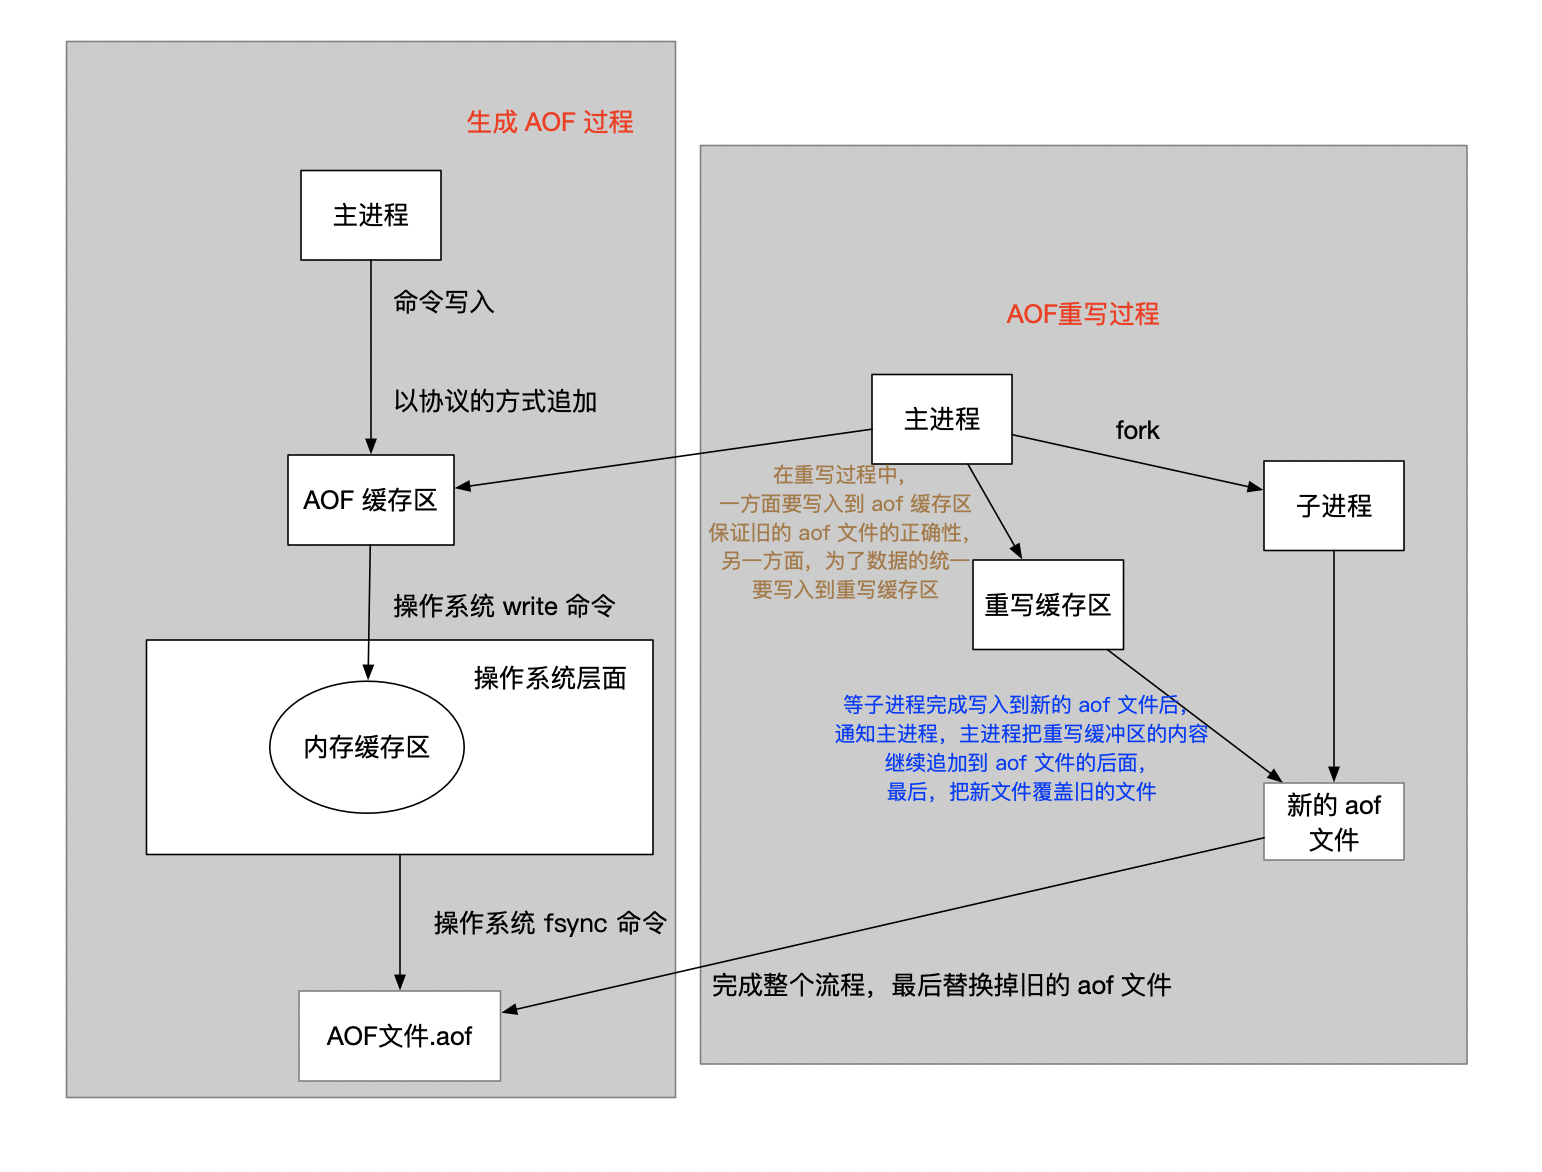 生成 AOF 过程
主进程
命令写入
以协议的方式追加
AOF 缓存区
操作系统 write 命令
操作系统层面
内存缓存区
操作系统 fsync 命令
AOF文件.aof
AOF重写过程
主进程
fork
子进程
在重写过程中，
一方面要写入到 aof 缓存区
保证旧的 aof 文件的正确性，
另一方面，为了数据的统一
要写入到重写缓存区
重写缓存区
等子进程完成写入到新的 aof 文件后，
通知主进程，主进程把重写缓冲区的内容
继续追加到 aof 文件的后面，
最后，把新文件覆盖旧的文件
新的 aof
文件
完成整个流程，最后替换掉旧的 aof 文件